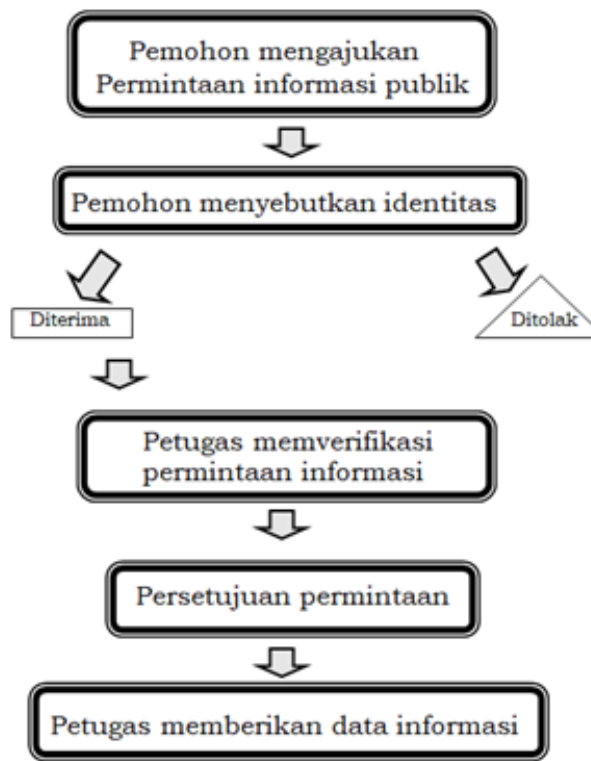 Pemohon mengajukan
Permintaan informasi publik
Pemohon menyebutkan identitas
Diterima
Ditolak
Petugas memverifikasi
permintaan informasi
Persetujuan permintaan
Petugas memberikan data informasi